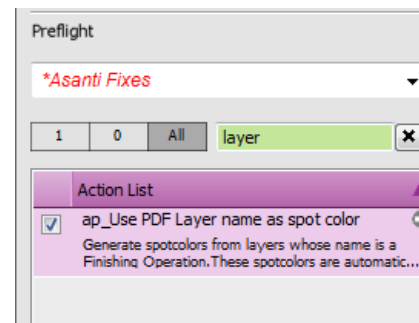 Preflight
*Asanti Fixes
1 0 All layer
Action List
ap_Use PDF Layer name as spot color
Generate spotcolors from layers whose name is a
Finishing Operation.These spotcolors are automatic...